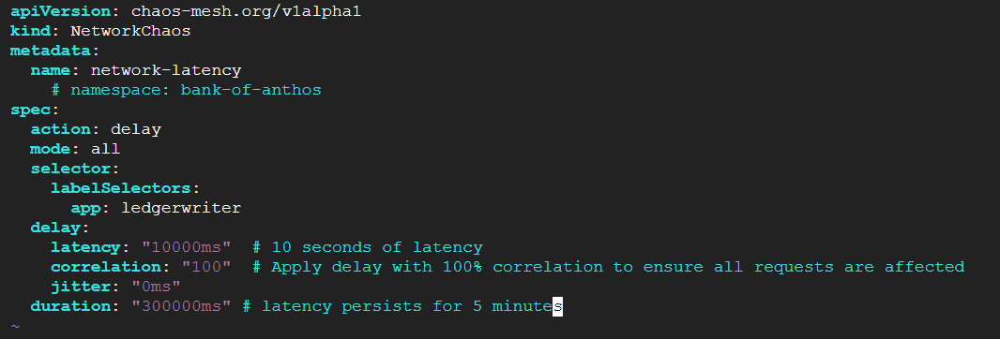 apiVersion: chaos-mesh.org/v1alpha1
kind: NetworkChaos
metadata:
  name: network-latency
    # namespace: bank-of-anthos
spec:
  action: delay
  mode: all
  selector:
    labelSelectors:
      app: ledgerwriter
  delay:
    latency: "10000ms"  # 10 seconds of latency
    correlation: "100"  # Apply delay with 100% correlation to ensure all requests are affected
    jitter: "0ms"
  duration: "300000ms" # latency persists for 5 minutes
~